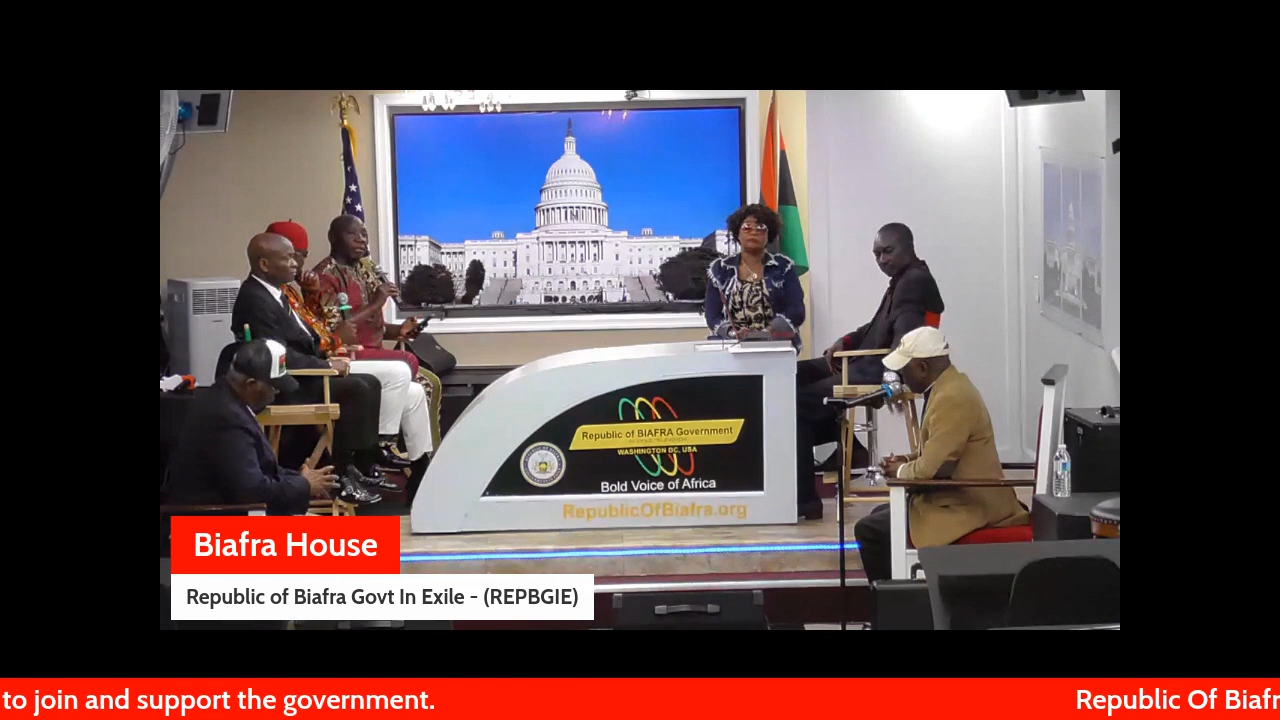 Republic of BIAFRA Government
WASHINGTON DC, USA
Bold Voice of Africa
RepublicOfBiafra.org
Biafra House
Republic of Biafra Govt In Exile - (REPBGIE)
to join and support the government.
Republic Of Biafr